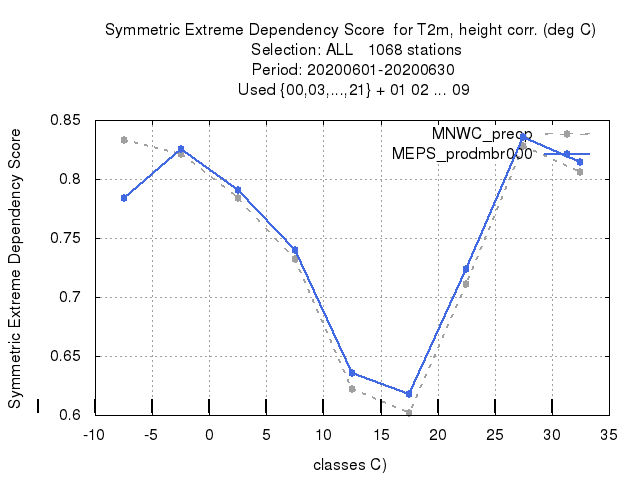 Symmetric Extreme Dependency Score for T2m, height corr. (deg C)
Selection: ALL 1068 stations
Period: 20200601-20200630
Used {00,03,...,21} + 01 02 ... 09
Symmetric Extreme Dependency Score
0.85
0.8
0.75
0.7
0.65
0.6
MNWC_preop
MEPS_prodmbr000
-10 -5 0 5 10 15 20 25 30 35
classes C)